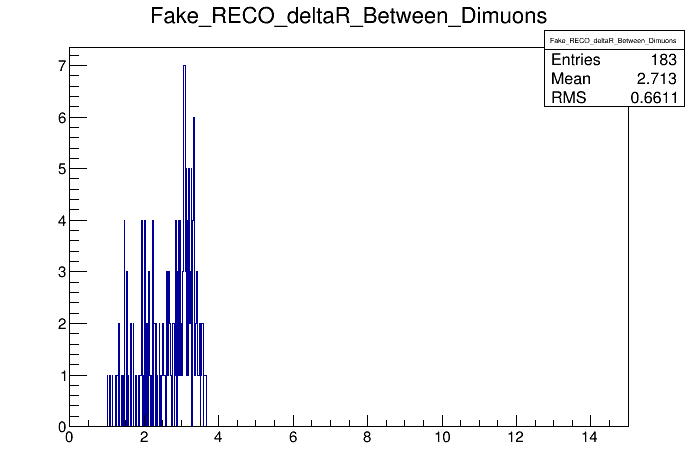 Fake_RECO_deltaR_Between_Dimuons
Fake_RECO_deltaR_Between_Dimuons
Entries 183
Mean 2.713
RMS 0.6611
7
6
5
4
3
2
1
0
0 2 4 6 8 10 12 14